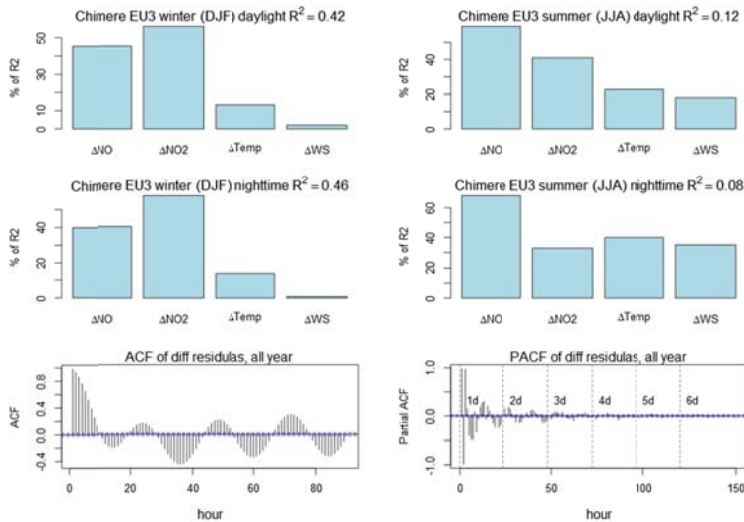 Chimere EU3 winter (DJF) daylight R² = 0.42
% of R2
0 20 50
ΔNO ΔNO2 ΔTemp ΔWS
Chimere EU3 summer (JJA) daylight R² = 0.12
% of R2
0 20 40
ΔNO ΔNO2 ΔTemp ΔWS
Chimere EU3 winter (DJF) nighttime R² = 0.46
% of R2
0 20 40
ΔNO ΔNO2 ΔTemp ΔWS
Chimere EU3 summer (JJA) nighttime R² = 0.08
% of R2
0 20 40 60
ΔNO ΔNO2 ΔTemp ΔWS
ACF of diff residulas, all year
ACF
-0.4 0.0 0.4 0.8
0 20 40 60 80
hour
PACF of diff residulas, all year
Partial ACF
-1.0 0.0 1.0
1d 2d 3d 4d 5d 6d
0 50 100 150
hour